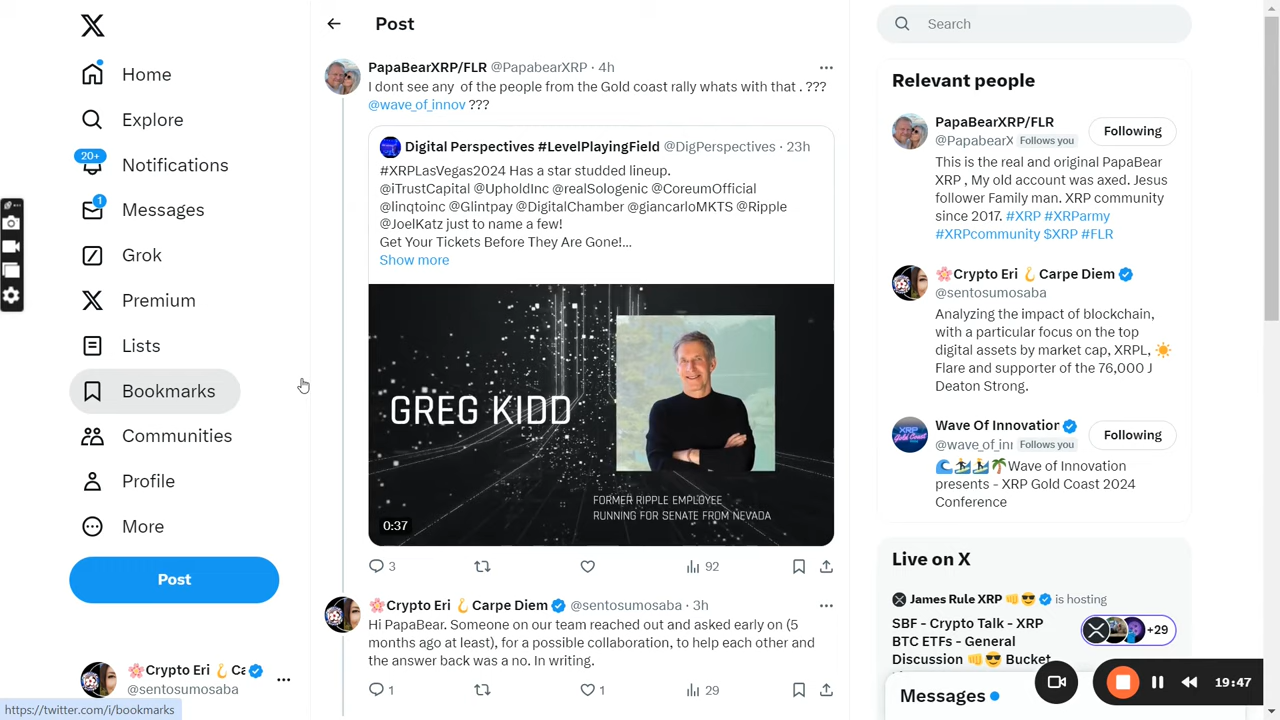 Home
Explore
20+
Notifications
1
Messages
Grok
Premium
Lists
Bookmarks
Communities
Profile
More
Post
🌸Crypto Eri 🪝Ca
@sentosumosaba
https://twitter.com/i/bookmarks
Post
PapaBearXRP/FLR @PapabearXRP · 4h
I dont see any of the people from the Gold coast rally whats with that . ???
@wave_of_innov ???
Digital Perspectives #LevelPlayingField @DigPerspectives · 23h
#XRPLasVegas2024 Has a star studded lineup.
@iTrustCapital @UpholdInc @realSologenic @CoreumOfficial
@linqtoinc @Glintpay @DigitalChamber @giancarloMKTS @Ripple
@JoelKatz just to name a few!
Get Your Tickets Before They Are Gone!...
Show more
GREG KIDD
FORMER RIPPLE EMPLOYEE
RUNNING FOR SENATE FROM NEVADA
0:37
3
92
🌸Crypto Eri 🪝Carpe Diem @sentosumosaba · 3h
Hi PapaBear. Someone on our team reached out and asked early on (5
months ago at least), for a possible collaboration, to help each other and
the answer back was a no. In writing.
1
1
29
Search
Relevant people
PapaBearXRP/FLR
@PapabearX Follows you
Following
This is the real and original PapaBear
XRP , My old account was axed. Jesus
follower Family man. XRP community
since 2017. #XRP #XRParmy
#XRPcommunity $XRP #FLR
🌸Crypto Eri 🪝Carpe Diem
@sentosumosaba
Analyzing the impact of blockchain,
with a particular focus on the top
digital assets by market cap, XRPL, ☀️
Flare and supporter of the 76,000 J
Deaton Strong.
Wave Of Innovation
@wave_of_inn Follows you
Following
🌊🏄🏄🌴Wave of Innovation
presents - XRP Gold Coast 2024
Conference
Live on X
James Rule XRP 👊😎 is hosting
SBF - Crypto Talk - XRP
BTC ETFs - General
Discussion 👊😎 Bucket
+29
Messages
19:47